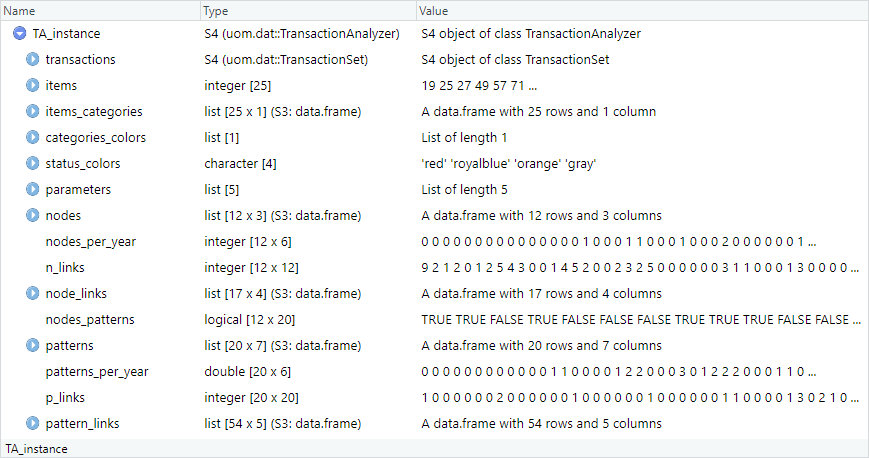 Name Type Value
TA_instance S4 (uom.dat::TransactionAnalyzer) S4 object of class TransactionAnalyzer
transactions S4 (uom.dat::TransactionSet) S4 object of class TransactionSet
items integer [25] 19 25 27 49 57 71 ...
items_categories list [25 x 1] (S3: data.frame) A data.frame with 25 rows and 1 column
categories_colors list [1] List of length 1
status_colors character [4] 'red' 'royalblue' 'orange' 'gray'
parameters list [5] List of length 5
nodes list [12 x 3] (S3: data.frame) A data.frame with 12 rows and 3 columns
nodes_per_year integer [12 x 6] 0 0 0 0 0 0 0 0 0 0 0 0 0 0 0 1 0 0 0 1 1 0 0 0 1 0 0 0 2 0 0 0 0 0 0 1 ...
n_links integer [12 x 12] 9 2 1 2 0 1 2 5 4 3 0 0 1 4 5 2 0 0 2 3 2 5 0 0 0 0 0 0 3 1 1 0 0 0 1 3 0 0 0 0 ...
node_links list [17 x 4] (S3: data.frame) A data.frame with 17 rows and 4 columns
nodes_patterns logical [12 x 20] TRUE TRUE FALSE TRUE FALSE FALSE FALSE TRUE TRUE TRUE FALSE FALSE ...
patterns list [20 x 7] (S3: data.frame) A data.frame with 20 rows and 7 columns
patterns_per_year double [20 x 6] 0 0 0 0 0 0 0 0 0 0 0 0 1 1 0 0 0 0 1 2 2 0 0 0 3 0 1 2 2 2 0 0 0 1 1 0 ...
p_links integer [20 x 20] 1 0 0 0 0 0 0 2 0 0 0 0 0 0 1 0 0 0 0 0 0 1 0 0 0 0 0 0 1 1 0 0 0 0 1 3 0 2 1 0 ...
pattern_links list [54 x 5] (S3: data.frame) A data.frame with 54 rows and 5 columns
TA_instance